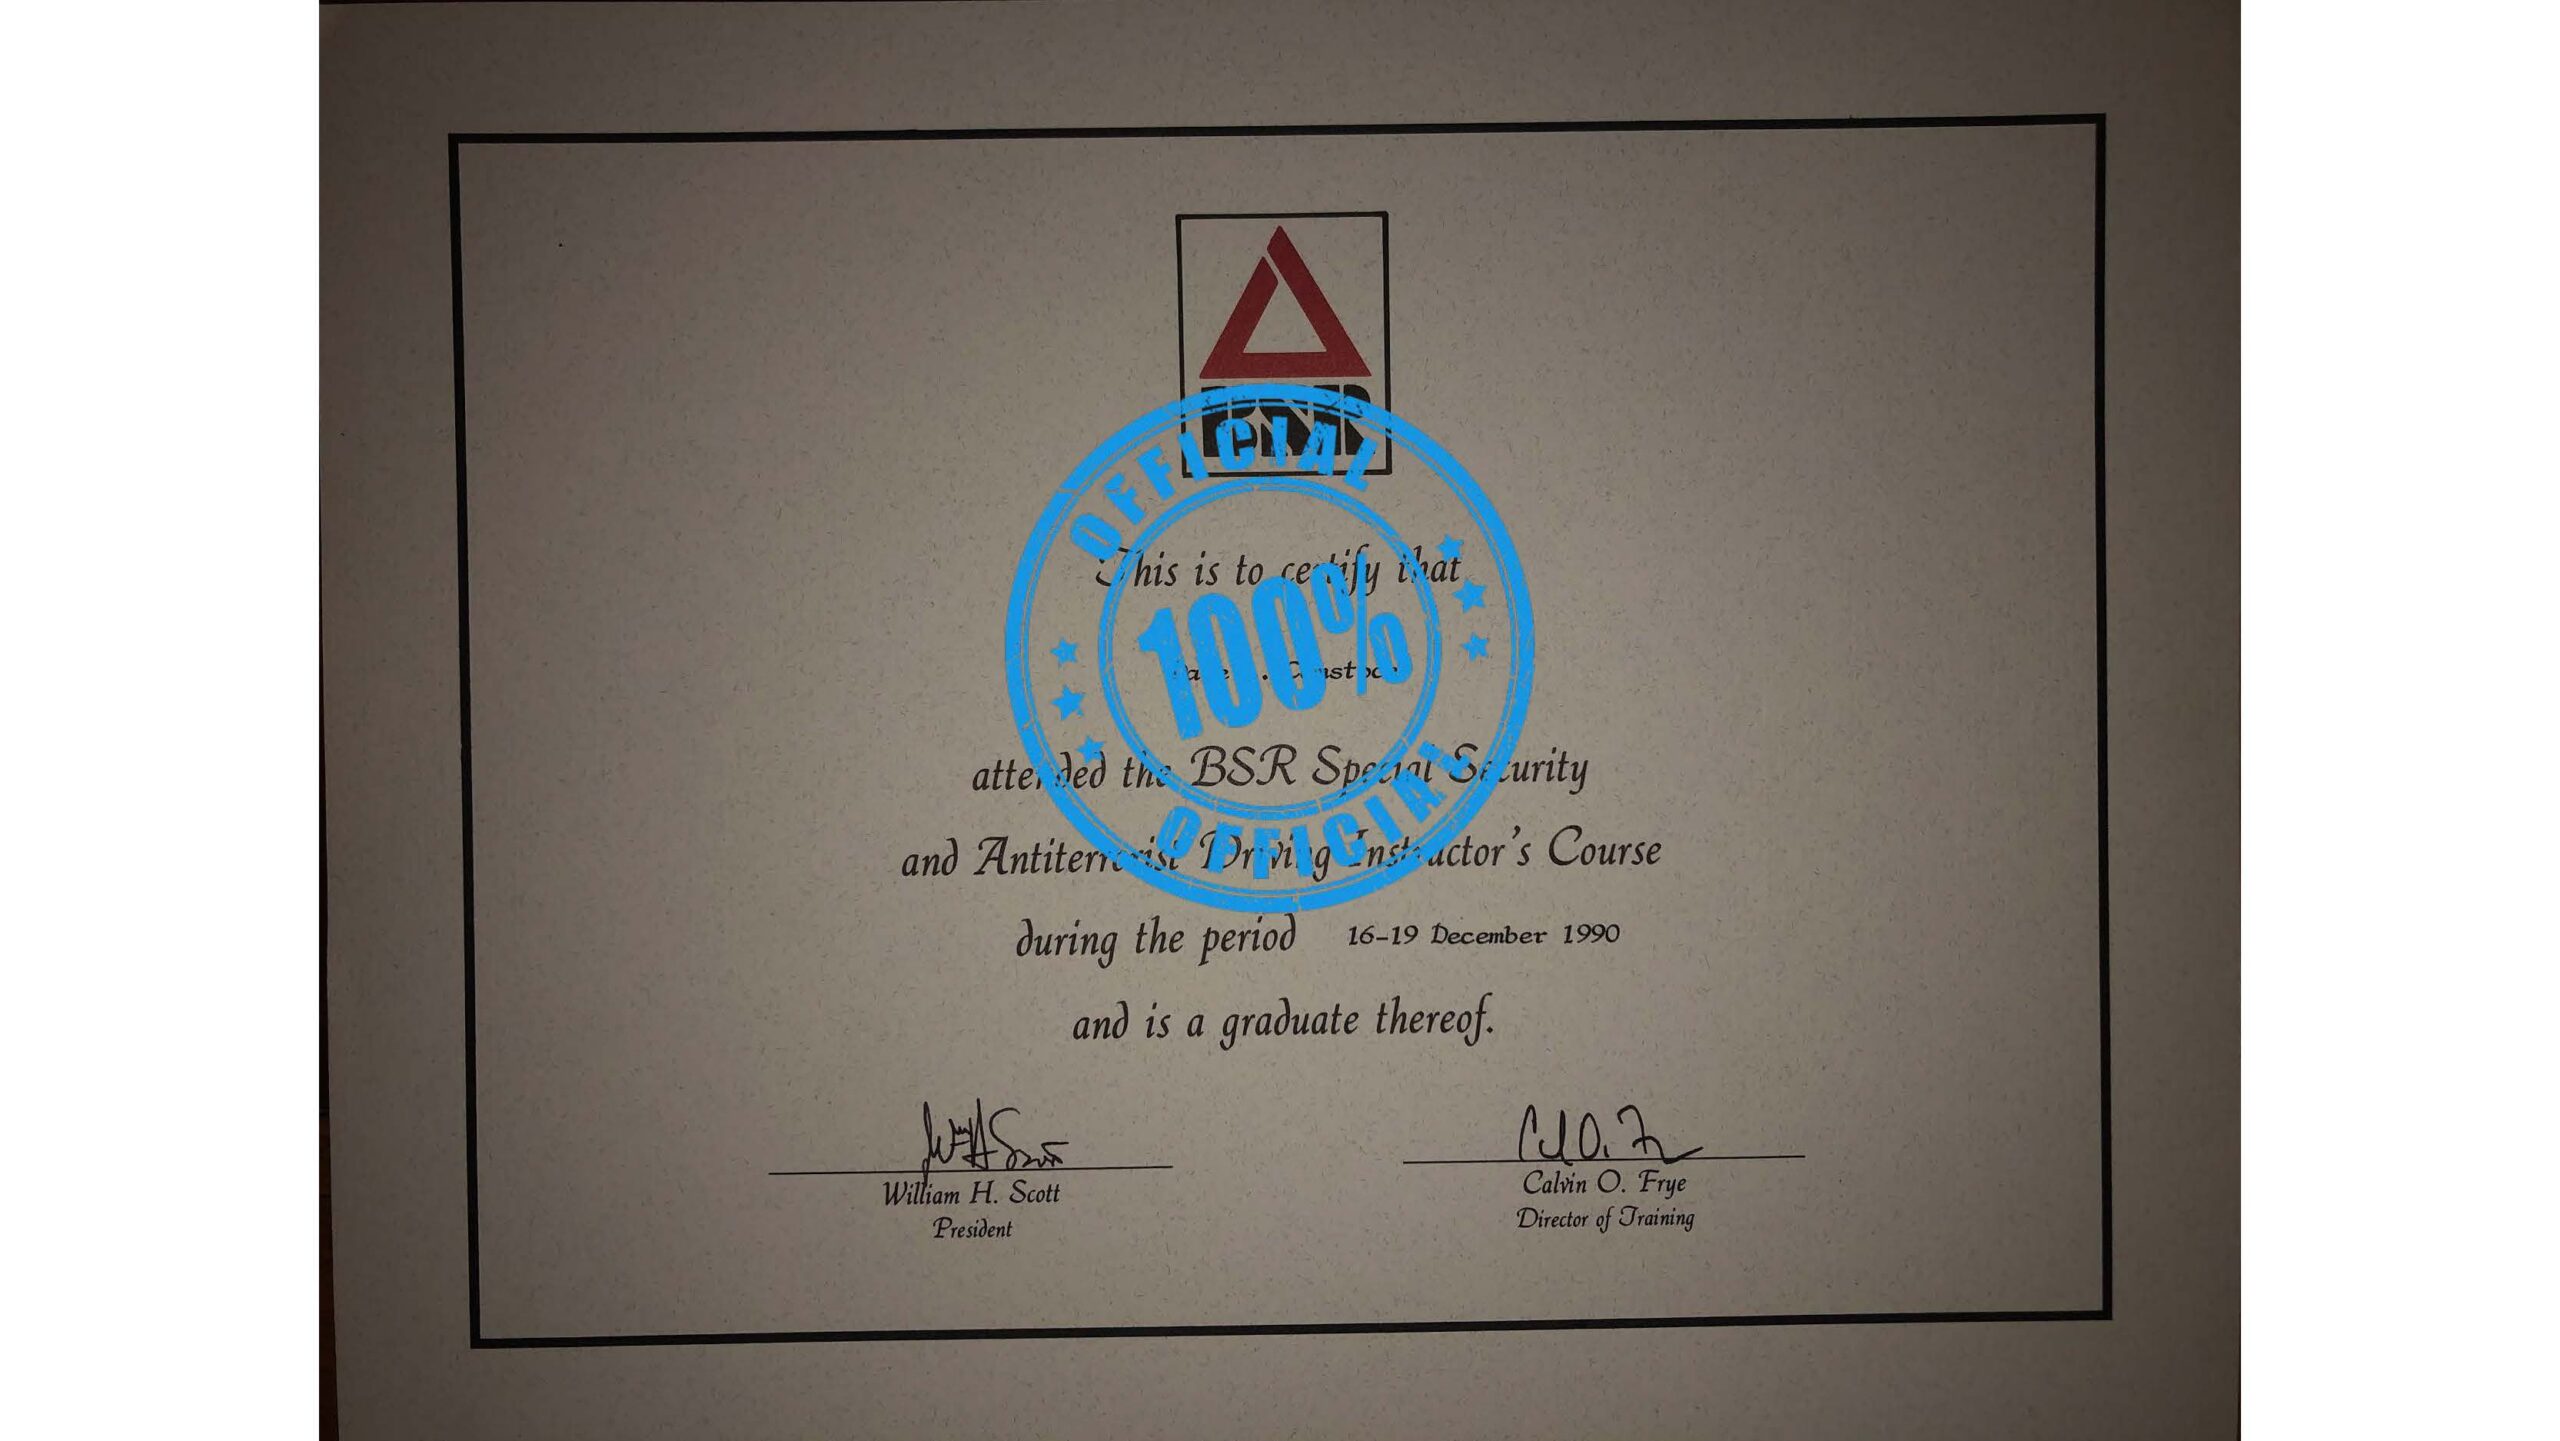 OFFICIAL
This is to certify that
100%
attended the BSR Special Security
OFFICIAL
and Antiterrorist Driving Instructor's Course
during the period 16-19 December 1990
and is a graduate thereof.
William H. Scott
President
Calvin O. Frye
Director of Training